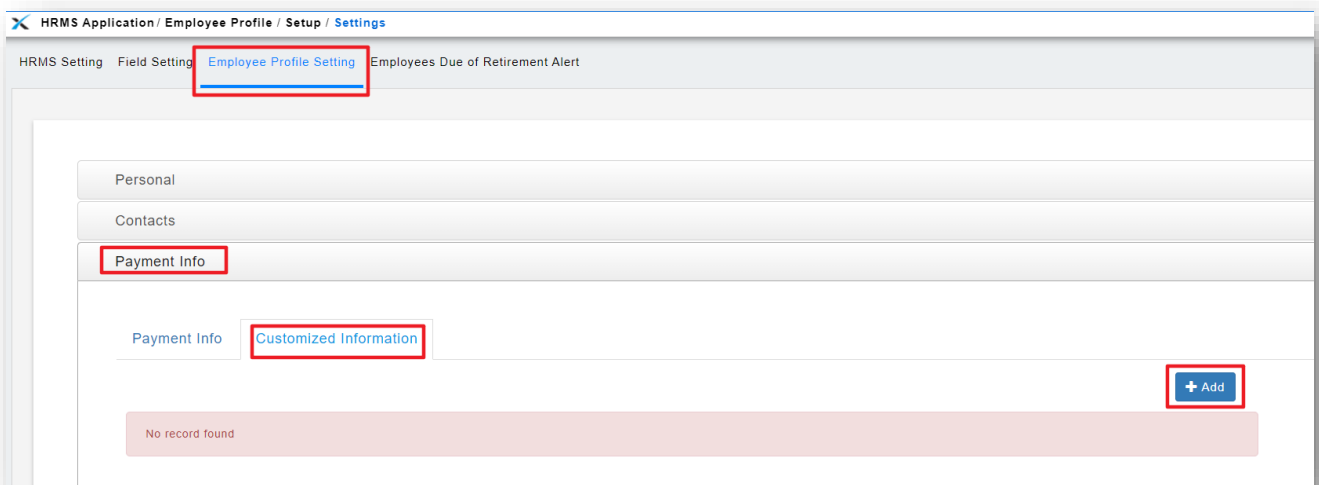 HRMS Application / Employee Profile / Setup / Settings
HRMS Setting Field Setting Employee Profile Setting Employees Due of Retirement Alert
Personal
Contacts
Payment Info
Payment Info Customized Information
+ Add
No record found